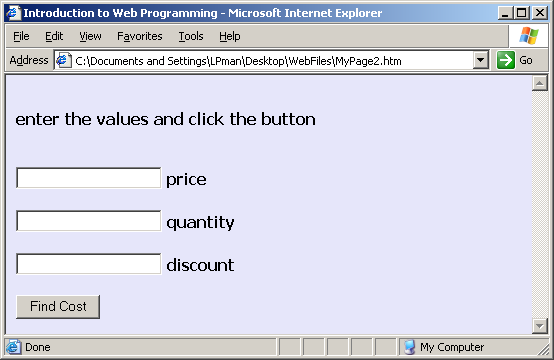 Introduction to Web Programming - Microsoft Internet Explorer
File Edit View Favorites Tools Help
Address C:\Documents and Settings\LPman\Desktop\WebFiles\MyPage2.htm Go
enter the values and click the button
price
quantity
discount
Find Cost
Done My Computer